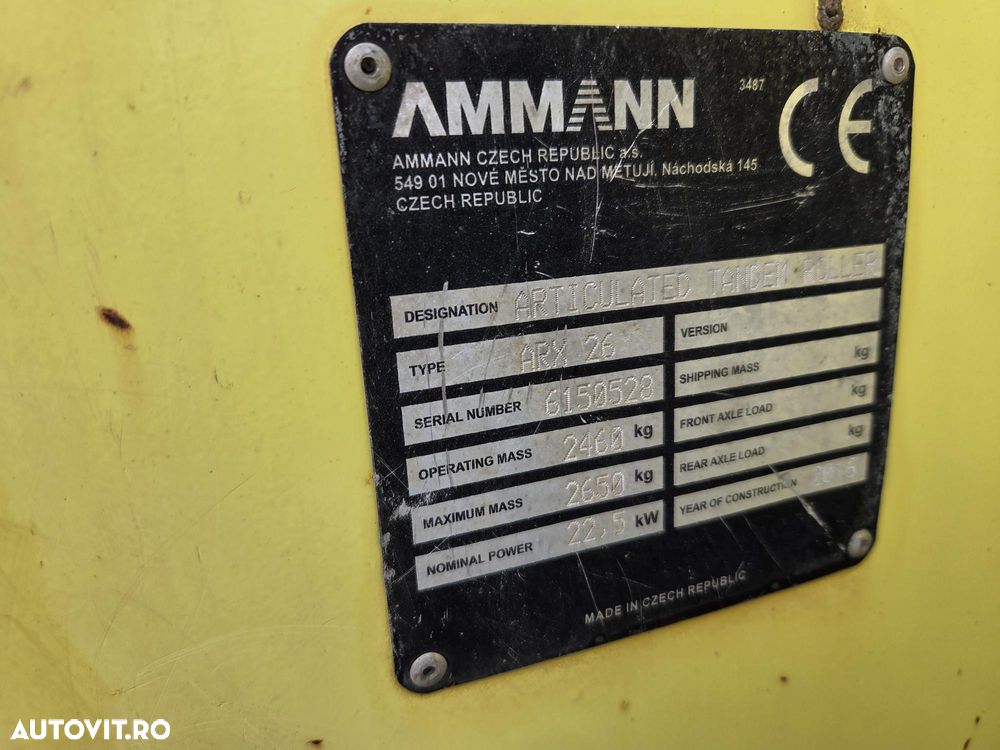 AMMANN
3487
CE
AMMANN CZECH REPUBLIC a.s.
549 01 NOVÉ MĚSTO NAD METUJÍ, Náchodská 145
CZECH REPUBLIC
DESIGNATION ARTICULATED TANDEM ROLLER
TYPE ARX 26
VERSION
SERIAL NUMBER 6150528
SHIPPING MASS kg
OPERATING MASS 2460 kg
FRONT AXLE LOAD kg
MAXIMUM MASS 2650 kg
REAR AXLE LOAD kg
NOMINAL POWER 22,5 kW
YEAR OF CONSTRUCTION
MADE IN CZECH REPUBLIC
AUTOVIT.RO